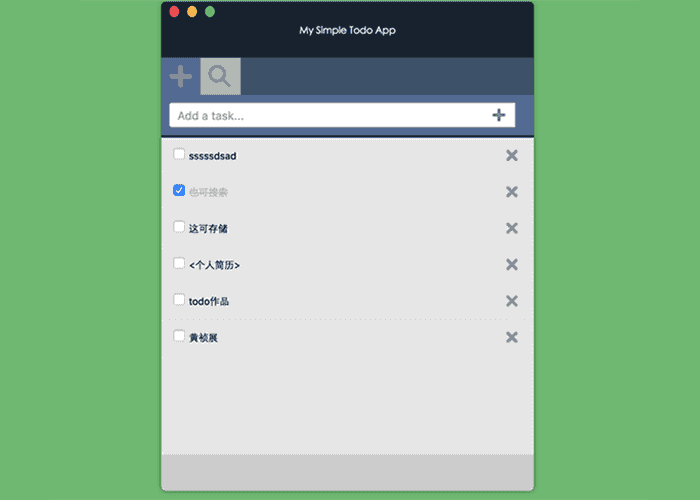 My Simple Todo App
Add a task...
sssssdsad
也可搜索
这可存储
<个人简历>
todo作品
黄祯展